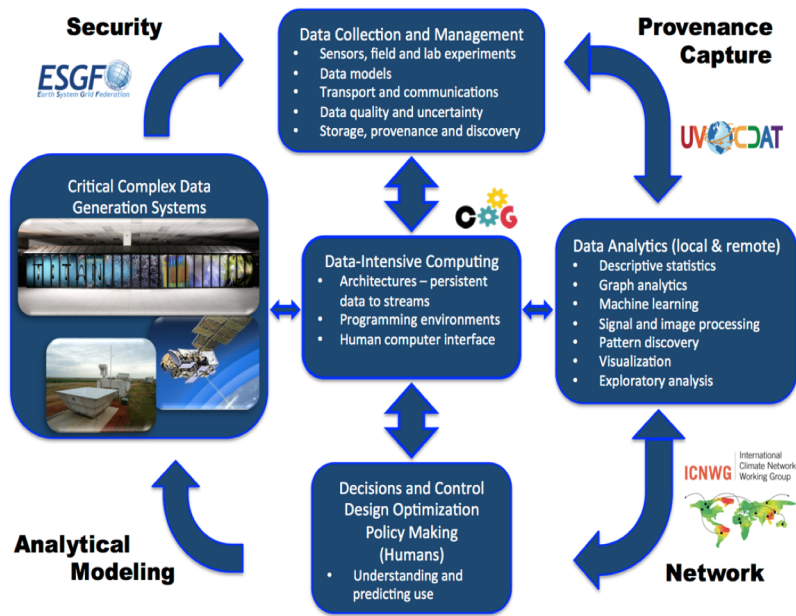 Security
ESGF
Earth System Grid Federation
Data Collection and Management
• Sensors, field and lab experiments
• Data models
• Transport and communications
• Data quality and uncertainty
• Storage, provenance and discovery
Provenance
Capture
UV CDAT
Critical Complex Data
Generation Systems
TITAN
COG
Data-Intensive Computing
• Architectures – persistent
data to streams
• Programming environments
• Human computer interface
Data Analytics (local & remote)
• Descriptive statistics
• Graph analytics
• Machine learning
• Signal and image processing
• Pattern discovery
• Visualization
• Exploratory analysis
Decisions and Control
Design Optimization
Policy Making
(Humans)
• Understanding and
predicting use
ICNWG
International
Climate Network
Working Group
Analytical
Modeling
Network